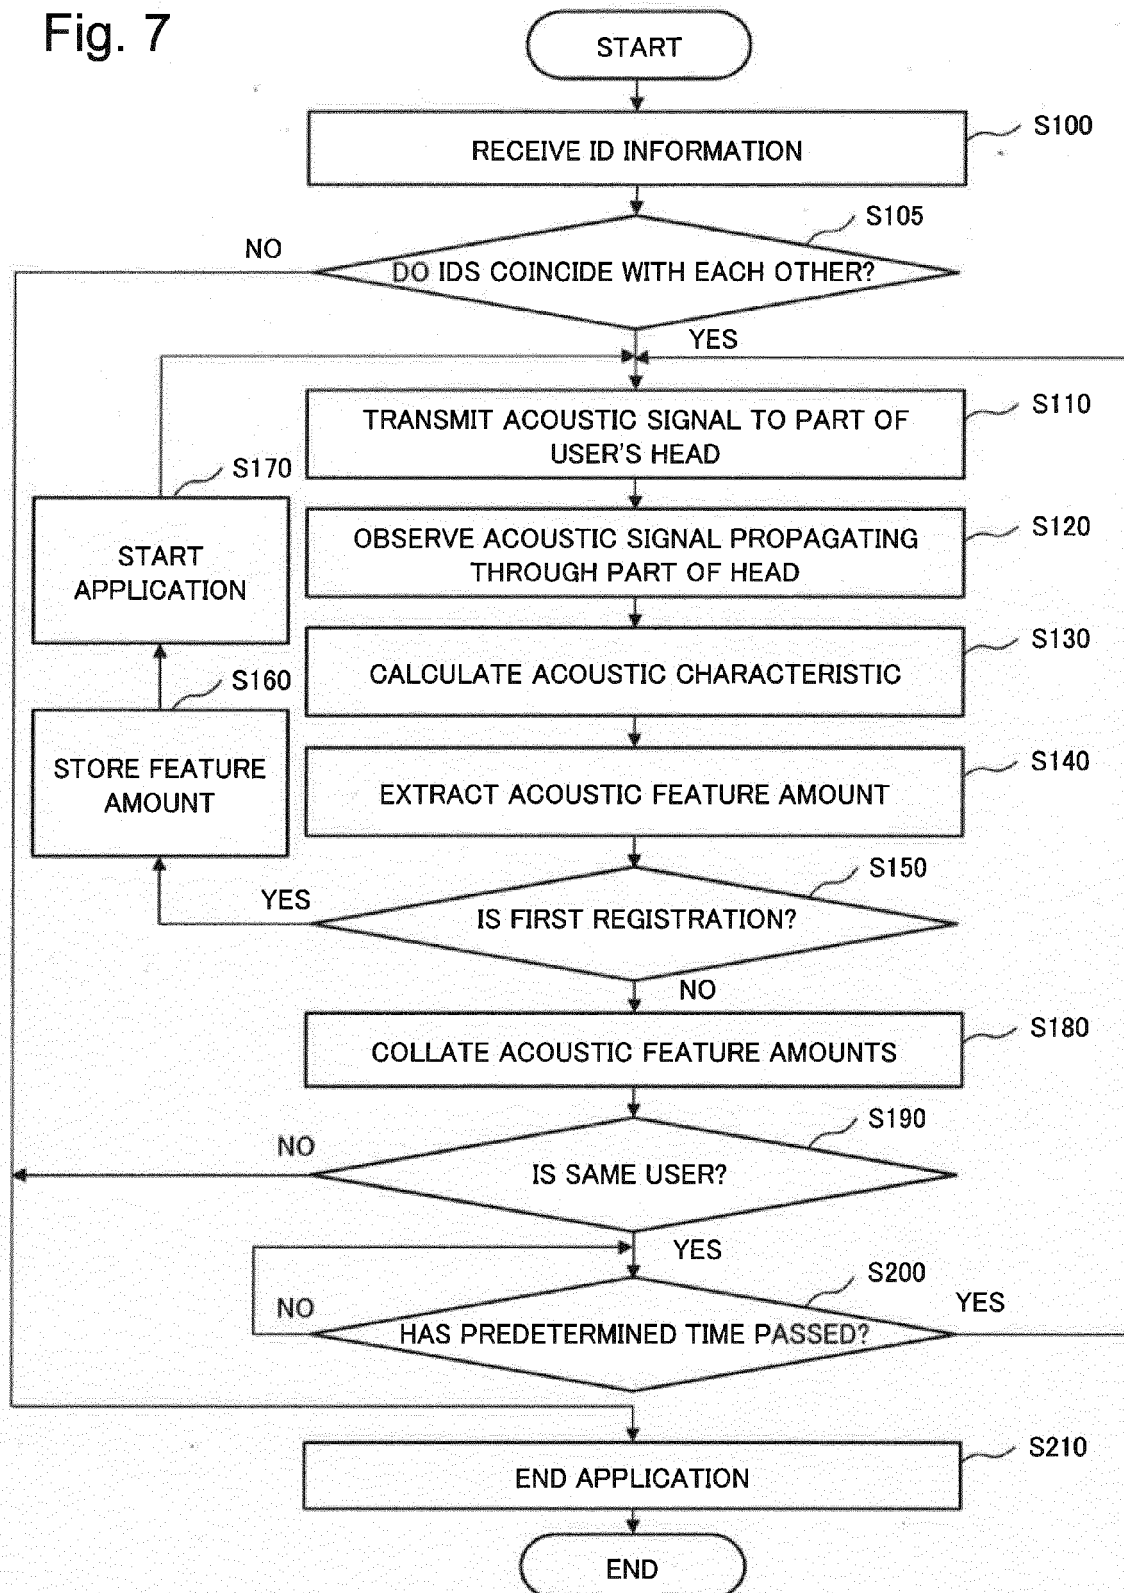 Fig. 7
START
RECEIVE ID INFORMATION
S100
S105
NO
DO IDS COINCIDE WITH EACH OTHER?
YES
TRANSMIT ACOUSTIC SIGNAL TO PART OF
USER'S HEAD
S110
S170
START
APPLICATION
OBSERVE ACOUSTIC SIGNAL PROPAGATING
THROUGH PART OF HEAD
S120
CALCULATE ACOUSTIC CHARACTERISTIC
S130
S160
STORE FEATURE
AMOUNT
EXTRACT ACOUSTIC FEATURE AMOUNT
S140
S150
YES
IS FIRST REGISTRATION?
NO
COLLATE ACOUSTIC FEATURE AMOUNTS
S180
S190
NO
IS SAME USER?
YES
S200
NO
HAS PREDETERMINED TIME PASSED?
YES
END APPLICATION
S210
END